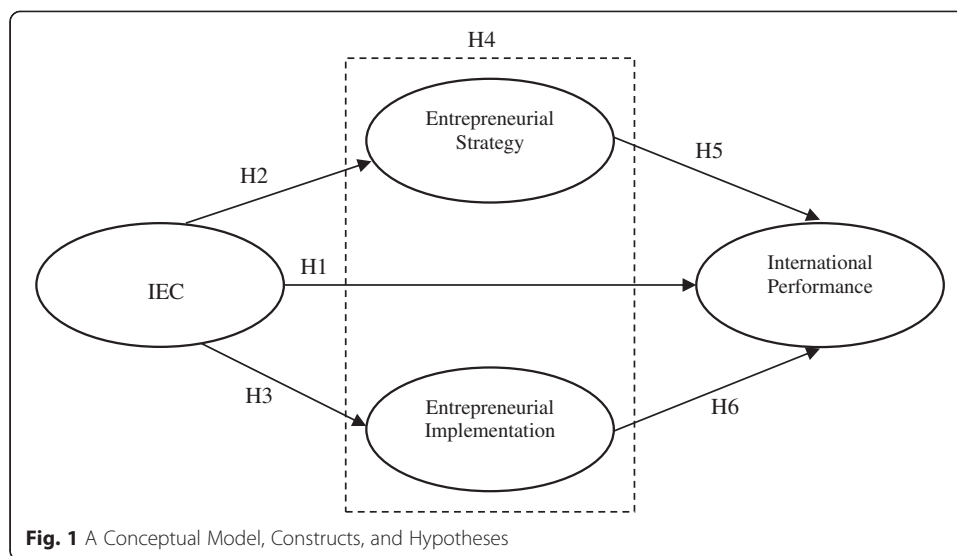 H4
Entrepreneurial
Strategy
H5
H2
H1
International
Performance
IEC
H3
Entrepreneurial
Implementation
H6
Fig. 1 A Conceptual Model, Constructs, and Hypotheses